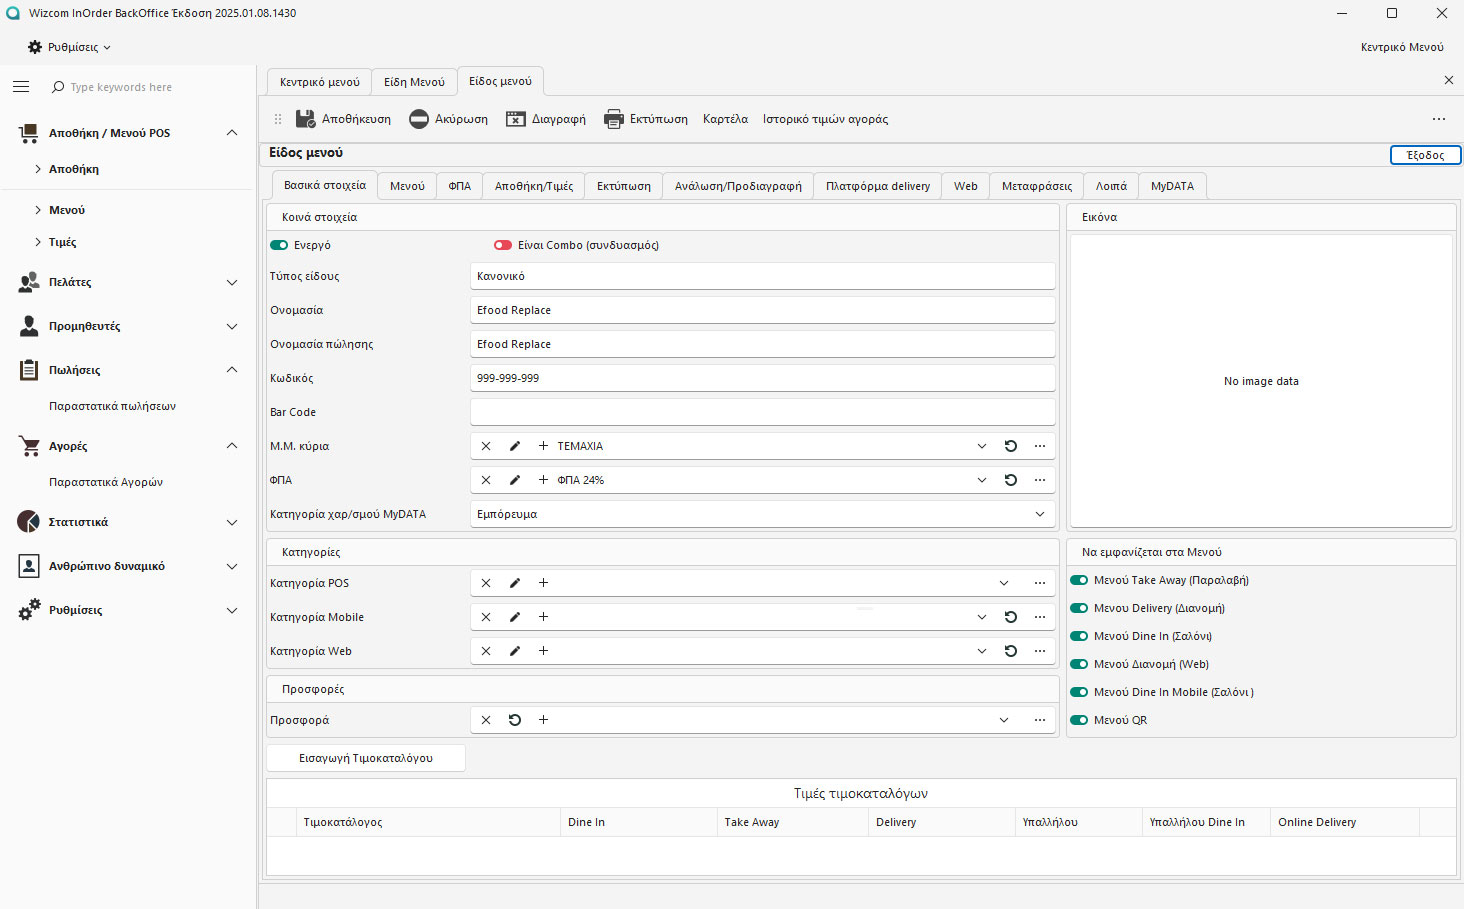 Wizcom InOrder BackOffice Έκδοση 2025.01.08.1430
Ρυθμίσεις
Κεντρικό Μενού
Type keywords here
Αποθήκη / Μενού POS
Αποθήκη
Μενού
Τιμές
Πελάτες
Προμηθευτές
Πωλήσεις
Παραστατικά πωλήσεων
Αγορές
Παραστατικά Αγορών
Στατιστικά
Ανθρώπινο δυναμικό
Ρυθμίσεις
Κεντρικό μενού Είδη Μενού Είδος μενού
Αποθήκευση Ακύρωση Διαγραφή Εκτύπωση Καρτέλα Ιστορικό τιμών αγοράς
Είδος μενού
Έξοδος
Βασικά στοιχεία Μενού ΦΠΑ Αποθήκη/Τιμές Εκτύπωση Ανάλωση/Προδιαγραφή Πλατφόρμα delivery Web Μεταφράσεις Λοιπά MyDATA
Κοινά στοιχεία
Ενεργό Είναι Combo (συνδυασμός)
Τύπος είδους Κανονικό
Ονομασία Efood Replace
Ονομασία πώλησης Efood Replace
Κωδικός 999-999-999
Bar Code
Μ.Μ. κύρια ΤΕΜΑΧΙΑ
ΦΠΑ ΦΠΑ 24%
Κατηγορία χαρ/σμού MyDATA Εμπόρευμα
Εικόνα
No image data
Κατηγορίες
Κατηγορία POS
Κατηγορία Mobile
Κατηγορία Web
Προσφορές
Προσφορά
Να εμφανίζεται στα Μενού
Μενού Take Away (Παραλαβή)
Μενου Delivery (Διανομή)
Μενού Dine In (Σαλόνι)
Μενού Διανομή (Web)
Μενού Dine In Mobile (Σαλόνι )
Μενού QR
Εισαγωγή Τιμοκαταλόγου
Τιμές τιμοκαταλόγων
Τιμοκατάλογος Dine In Take Away Delivery Υπαλλήλου Υπαλλήλου Dine In Online Delivery